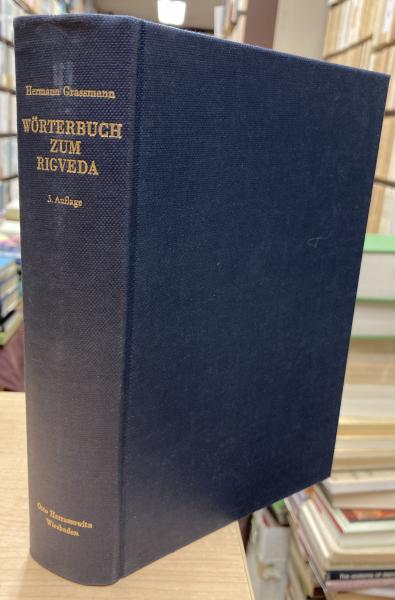 Hermann Grassmann
WÖRTERBUCH
ZUM
RIGVEDA
3. Auflage
Otto Harrassowitz
Wiesbaden